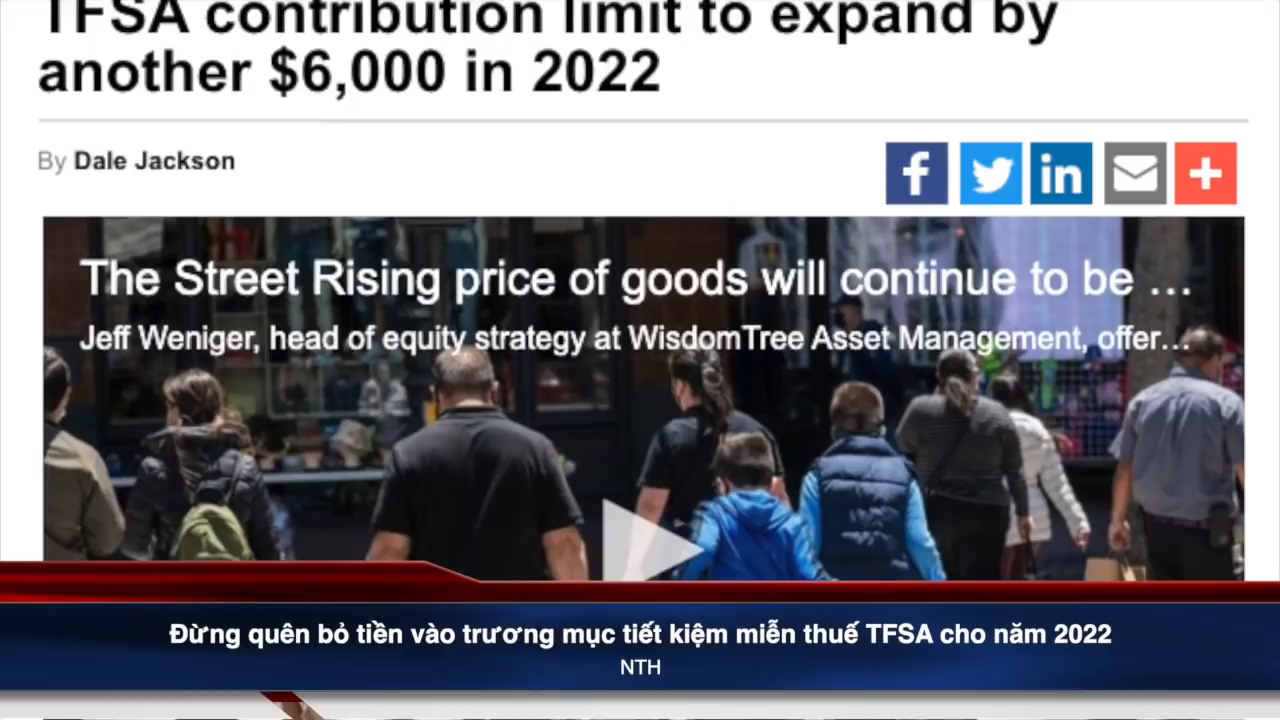 TFSA contribution limit to expand by
another $6,000 in 2022
By Dale Jackson
The Street Rising price of goods will continue to be ...
Jeff Weniger, head of equity strategy at WisdomTree Asset Management, offer...
Đừng quên bỏ tiền vào trương mục tiết kiệm miễn thuế TFSA cho năm 2022
NTH